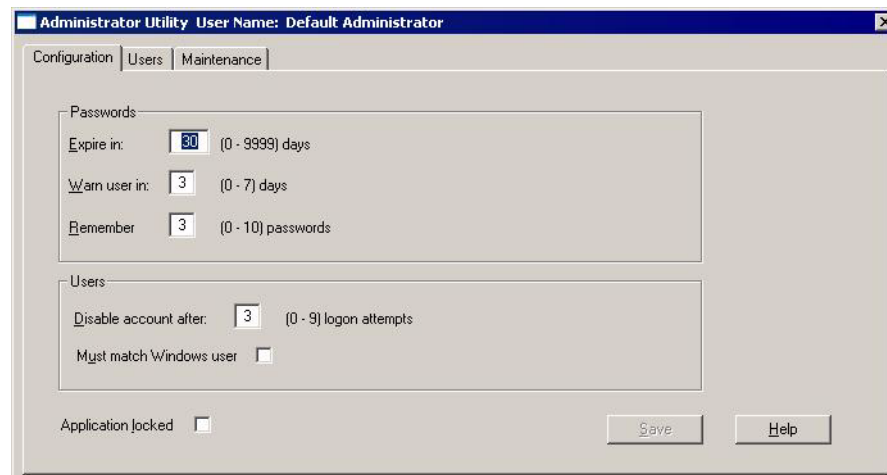 Administrator Utility User Name: Default Administrator
Configuration Users Maintenance
Passwords
Expire in: 30 (0 - 9999) days
Warn user in: 3 (0 - 7) days
Remember 3 (0 - 10) passwords
Users
Disable account after: 3 (0 - 9) logon attempts
Must match Windows user
Application locked Save Help